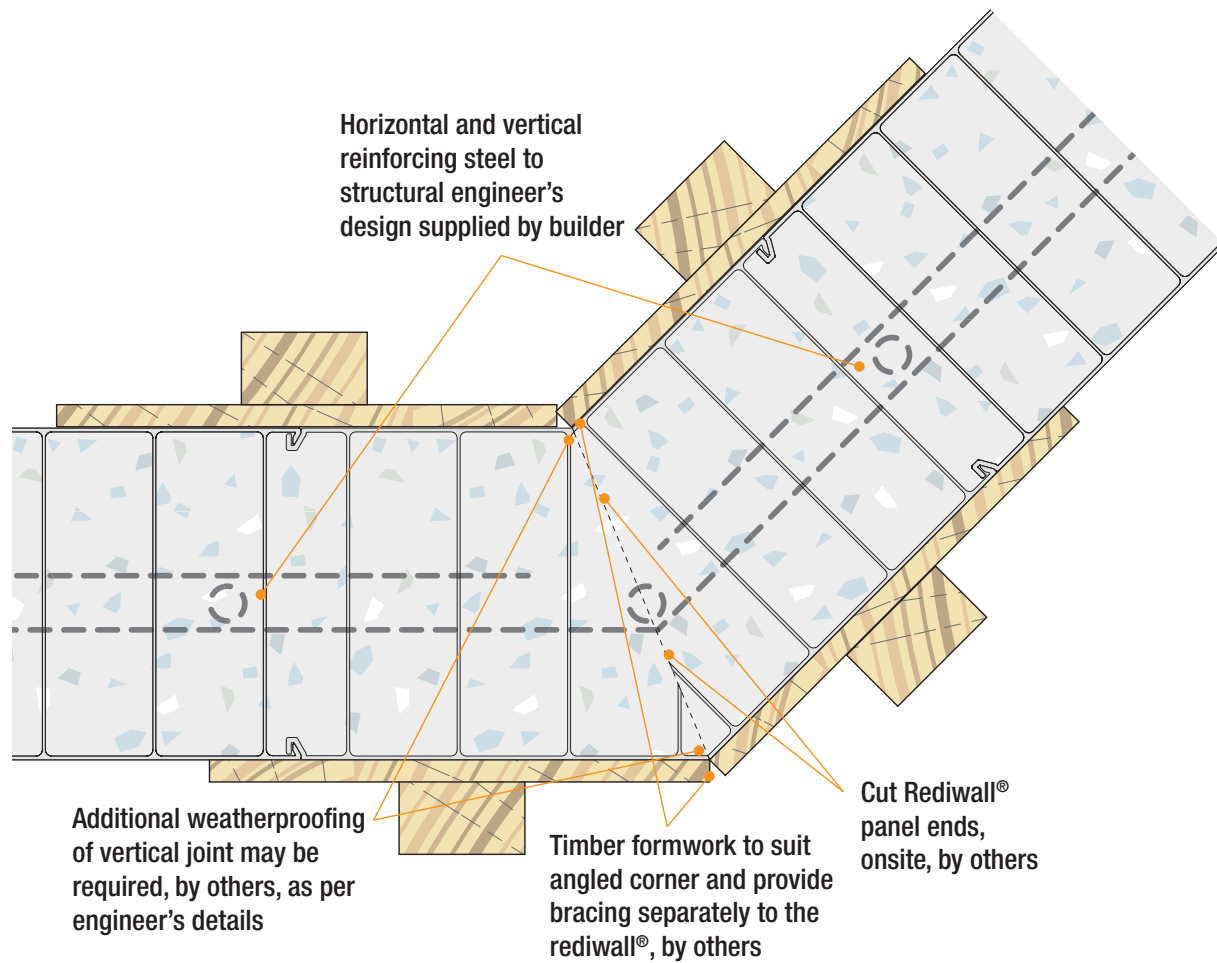 Horizontal and vertical
reinforcing steel to
structural engineer's
design supplied by builder
Additional weatherproofing
of vertical joint may be
required, by others, as per
engineer's details
Timber formwork to suit
angled corner and provide
bracing separately to the
rediwall®, by others
Cut Rediwall®
panel ends,
onsite, by others